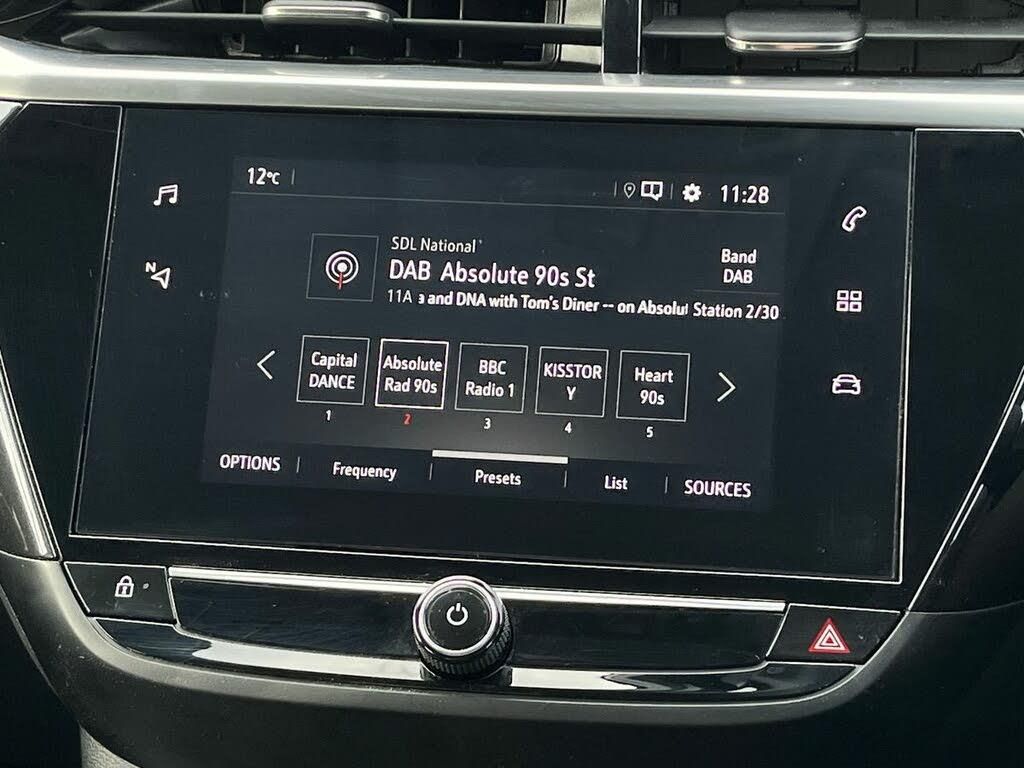 12°C
11:28
N
SDL National
DAB Absolute 90s St
Band
DAB
11A a and DNA with Tom's Diner -- on Absolu Station 2/30
Capital
DANCE
Absolute
Rad 90s
BBC
Radio 1
KISSTOR
Y
Heart
90s
1
2
3
4
5
OPTIONS
Frequency
Presets
List
SOURCES